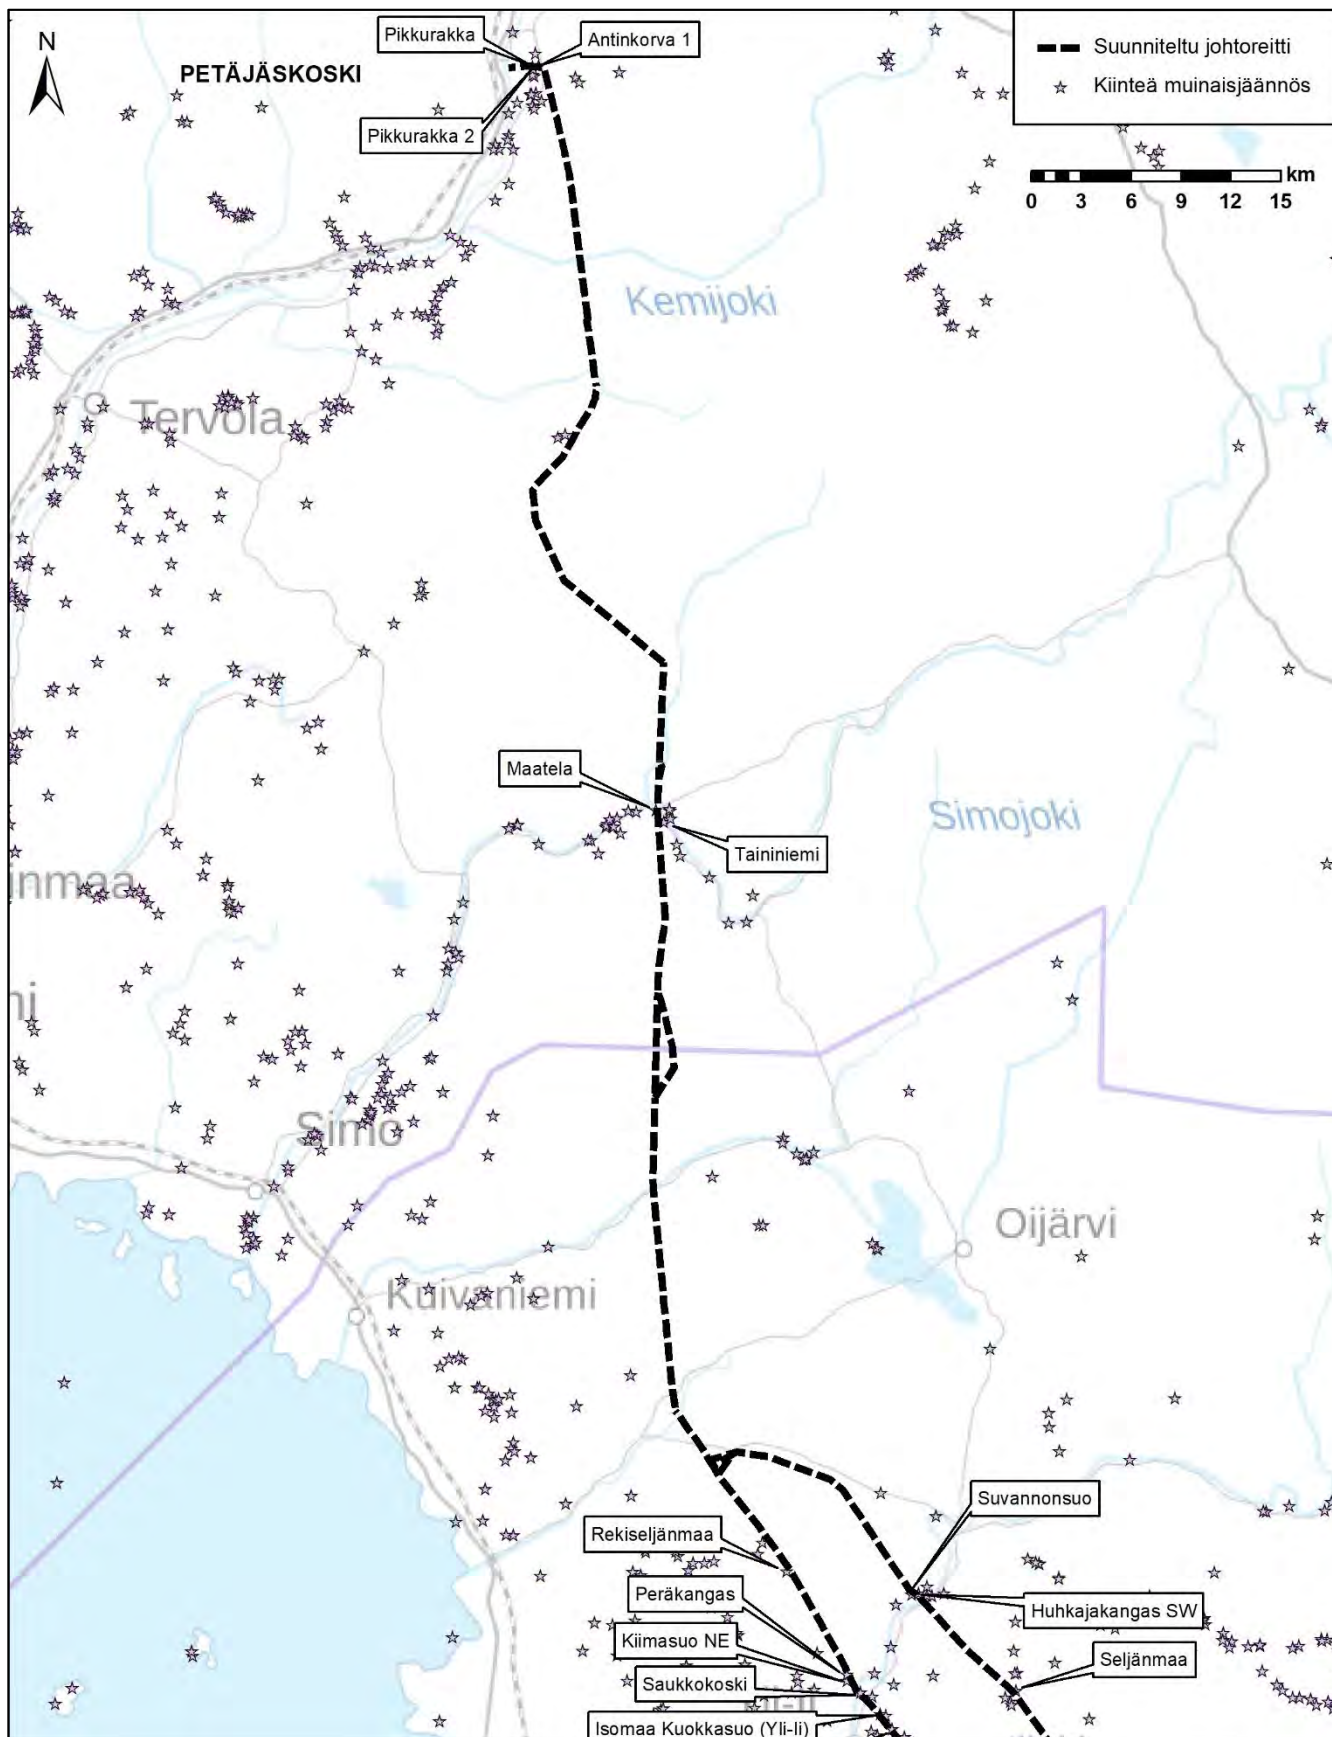 N
Pikkurakka
Antinkorva 1
PETÄJÄSKOSKI
Pikkurakka 2
Suunniteltu johtoreitti
Kiinteä muinaisjäännös
km
0 3 6 9 12 15
Kemijoki
Tervola
Maatela
Taininiemi
Simojoki
inmaa
Simo
Oijärvi
Kuivaniemi
Suvannonsuo
Rekiseljänmaa
Peräkangas
Huhkajakangas SW
Kiimasuo NE
Seljänmaa
Saukkokoski
Isomaa Kuokkasuo (Yli-Ii)